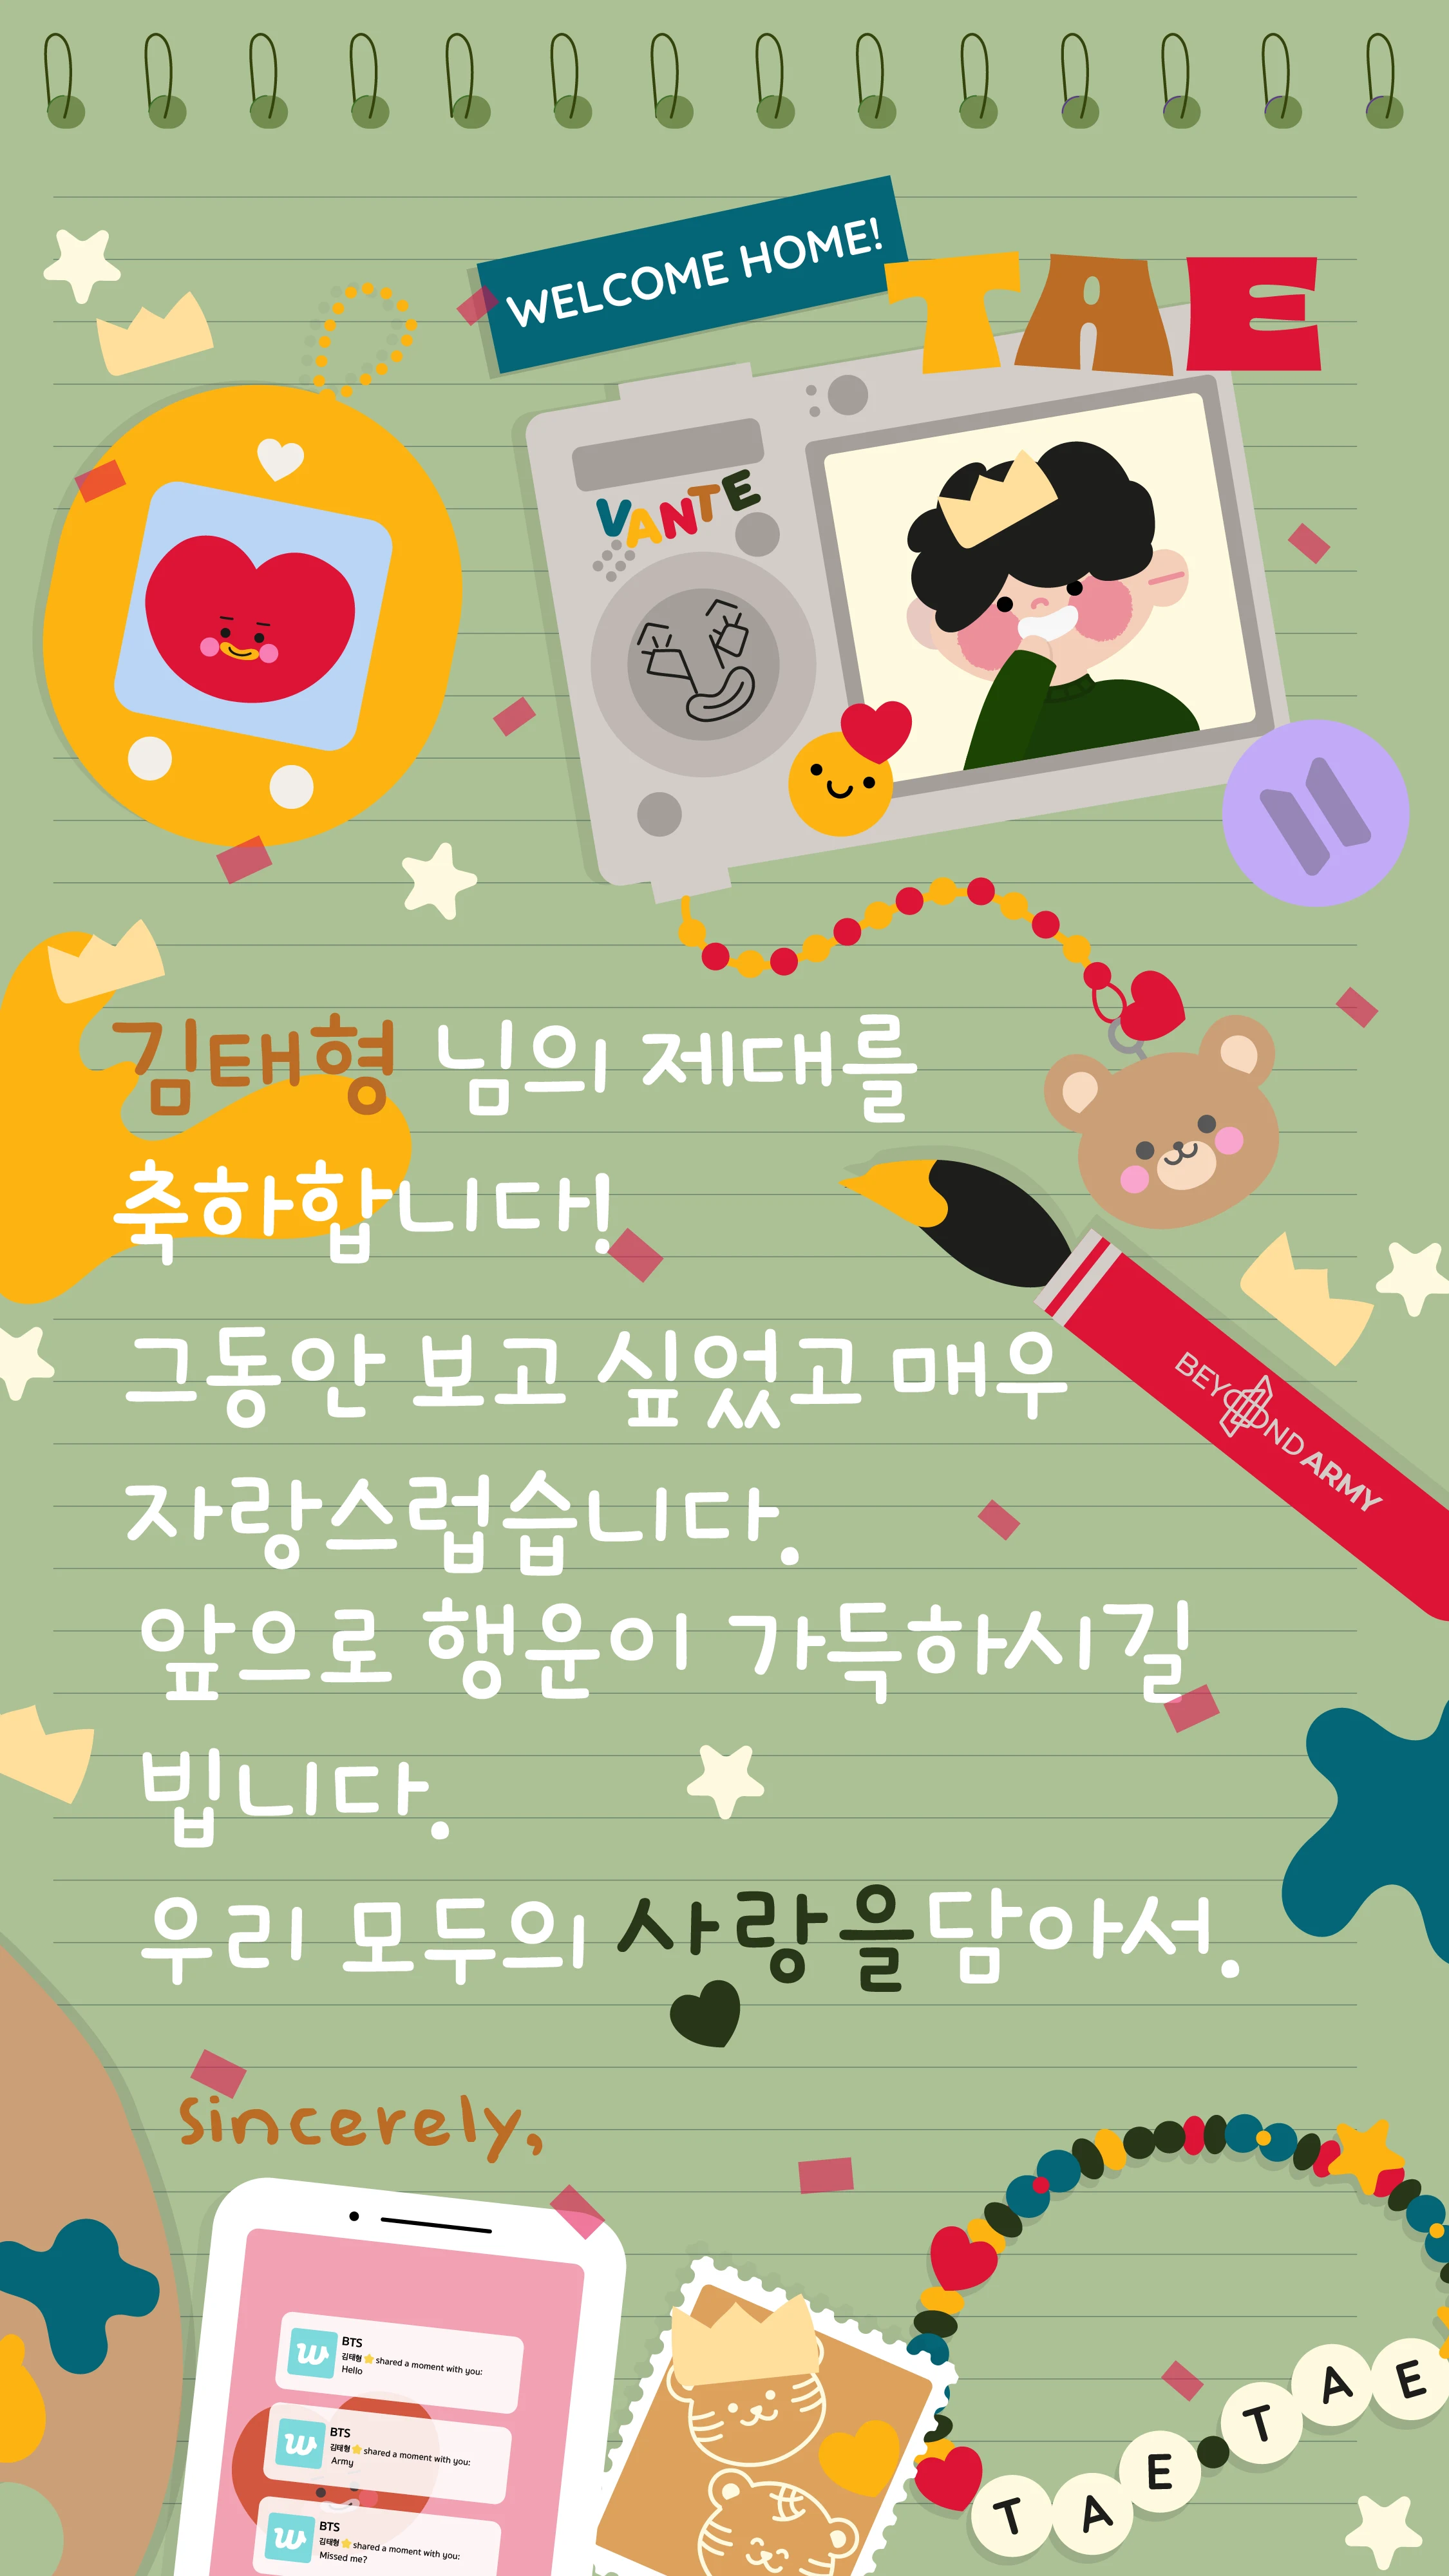 WELCOME HOME!
TAE
VANTE
김태형 님의 제대를
축하합니다!
그동안 보고 싶었고 매우
자랑스럽습니다.
BEYOND ARMY
앞으로 행운이 가득하시길
빕니다.
우리 모두의 사랑을담아서.
sincerely,
w
BTS
김태형 ⭐ shared a moment with you:
Hello
w
BTS
김태형 ⭐ shared a moment with you:
Army
w
BTS
김태형 ⭐ shared a moment with you:
Missed me?
TAE TAE